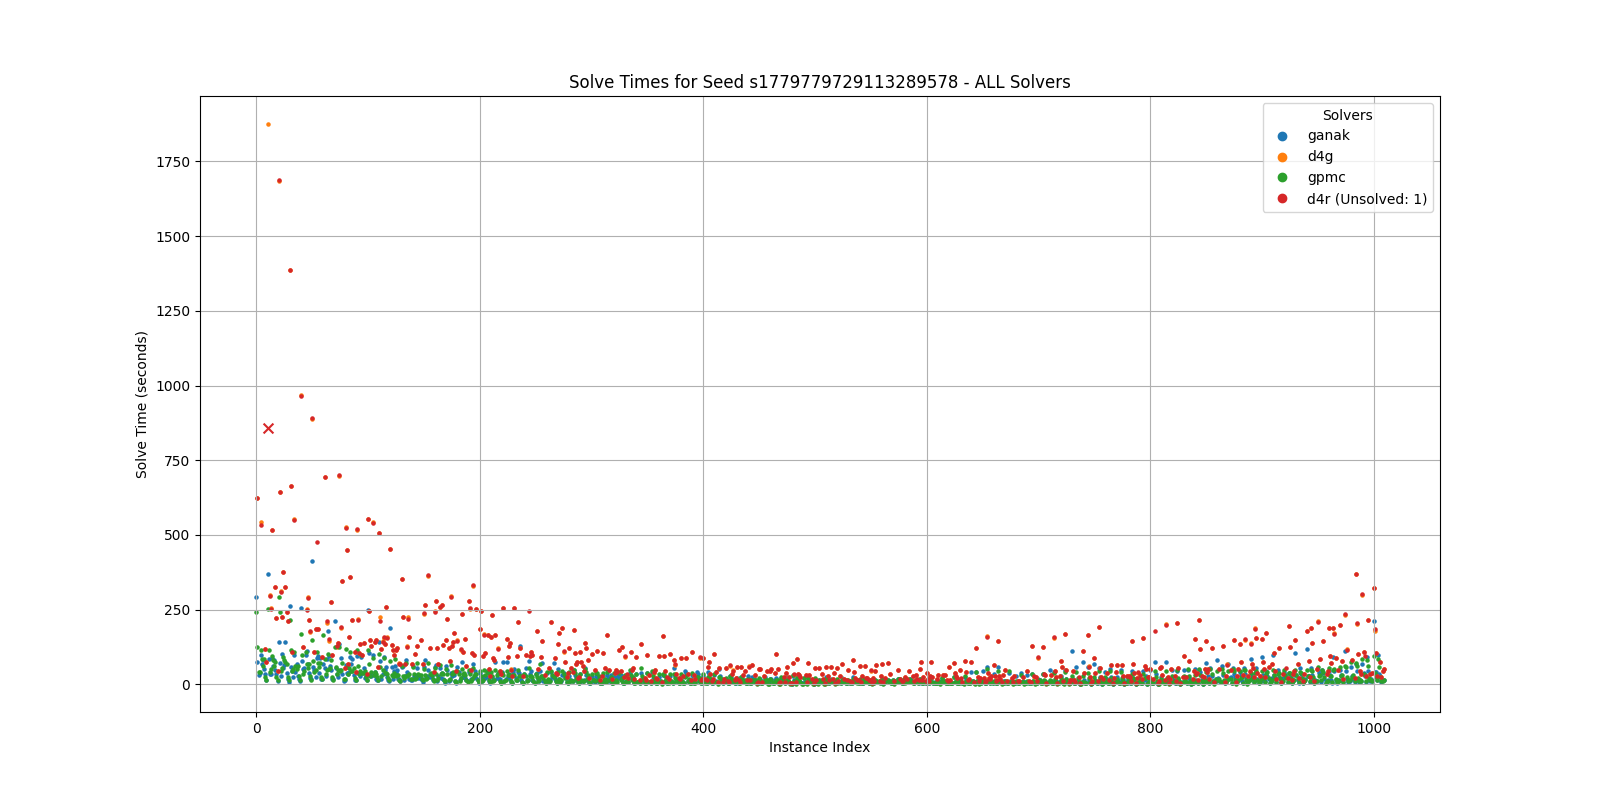 Solve Times for Seed s1779779729113289578 - ALL Solvers
Solvers
ganak
d4g
gpmc
d4r (Unsolved: 1)
Solve Time (seconds)
1750
1500
1250
1000
750
500
250
0
0 200 400 600 800 1000
Instance Index